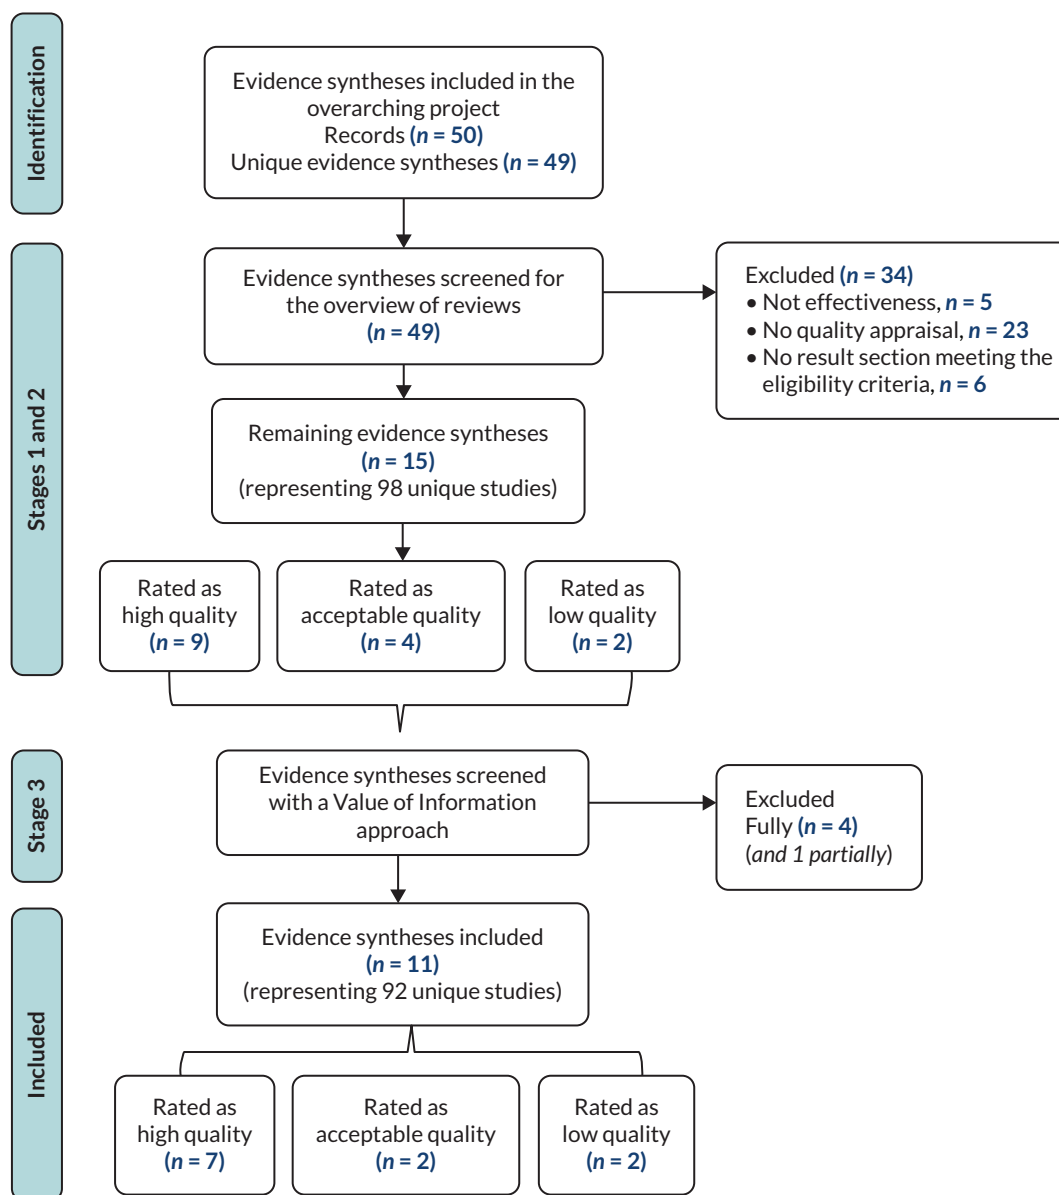 Identification
Evidence syntheses included in the
overarching project
Records (n = 50)
Unique evidence syntheses (n = 49)
Stages 1 and 2
Evidence syntheses screened for
the overview of reviews
(n = 49)
Excluded (n = 34)
• Not effectiveness, n = 5
• No quality appraisal, n = 23
• No result section meeting the
eligibility criteria, n = 6
Remaining evidence syntheses
(n = 15)
(representing 98 unique studies)
Rated as
high quality
(n = 9)
Rated as
acceptable quality
(n = 4)
Rated as
low quality
(n = 2)
Stage 3
Evidence syntheses screened
with a Value of Information
approach
Excluded
Fully (n = 4)
(and 1 partially)
Included
Evidence syntheses included
(n = 11)
(representing 92 unique studies)
Rated as
high quality
(n = 7)
Rated as
acceptable quality
(n = 2)
Rated as
low quality
(n = 2)